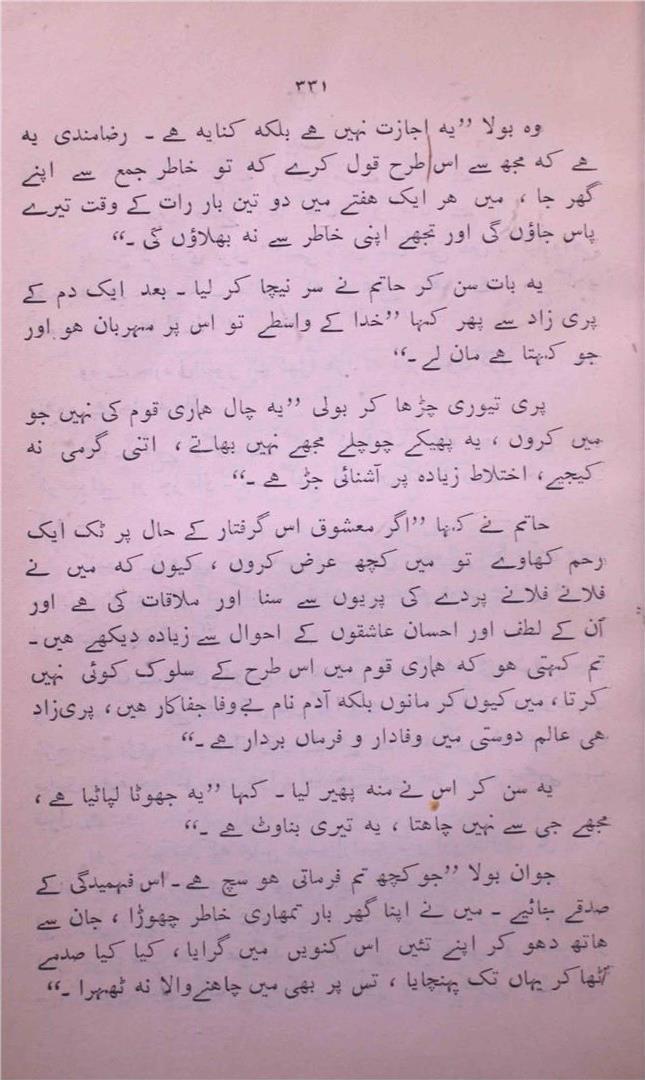 ۳۳۱
وہ بولا ”یہ اجازت نہیں ہے بلکہ کنایہ ہے ۔ رضامندی یہ
ہے کہ مجھ سے اس طرح قول کرے کہ تو خاطر جمع سے اپنے
گھر جا ، میں ہر ایک ہفتے میں دو تین بار رات کے وقت تیرے
پاس جاؤں گی اور تجھے اپنی خاطر سے نہ بھلاؤں گی ۔“
یہ بات سن کر حاتم نے سر نیچا کر لیا ۔ بعد ایک دم کے
پری زاد سے پھر کہا ”خدا کے واسطے تو اس پر مہربان ہو اور
جو کہتا ہے مان لے ۔“
پری تیوری چڑھا کر بولی ”یہ چال ہماری قوم کی نہیں جو
میں کروں ، یہ پھیکے چوچلے مجھے نہیں بھاتے ، اتنی گرمی نہ
کیجیے ، اختلاط زیادہ پر آشنائی جڑ ہے ۔“
حاتم نے کہا ”اگر معشوق اس گرفتار کے حال پر ٹک ایک
رحم کھاوے تو میں کچھ عرض کروں ، کیوں کہ میں نے
فلانے فلانے پردے کی پریوں سے سنا اور ملاقات کی ہے اور
اُن کے لطف اور احسان عاشقوں کے احوال سے زیادہ دیکھے ہیں ۔
تم کہتی ہو کہ ہماری قوم میں اس طرح کے سلوک کوئی نہیں
کرتا ، میں کیوں کر مانوں بلکہ آدم نام بے وفا جفاکار ہیں ، پری زاد
ہی عالم دوستی میں وفادار و فرماں بردار ہے ۔“
یہ سن کر اس نے منہ پھیر لیا ۔ کہا ”یہ جھوٹا لپاٹیا ہے ،
مجھے جی سے نہیں چاہتا ، یہ تیری بناوٹ ہے ۔“
جوان بولا ”جو کچھ تم فرماتی ہو سچ ہے ۔ اس فہمیدگی کے
صدقے جائیے ۔ میں نے اپنا گھر بار تمھاری خاطر چھوڑا ، جان سے
ہاتھ دھو کر اپنے تئیں اس کنویں میں گرایا ، کیا کیا صدمے
اُٹھا کر یہاں تک پہنچایا ، تس پر بھی میں چاہنے والا نہ ٹھہرا ۔“